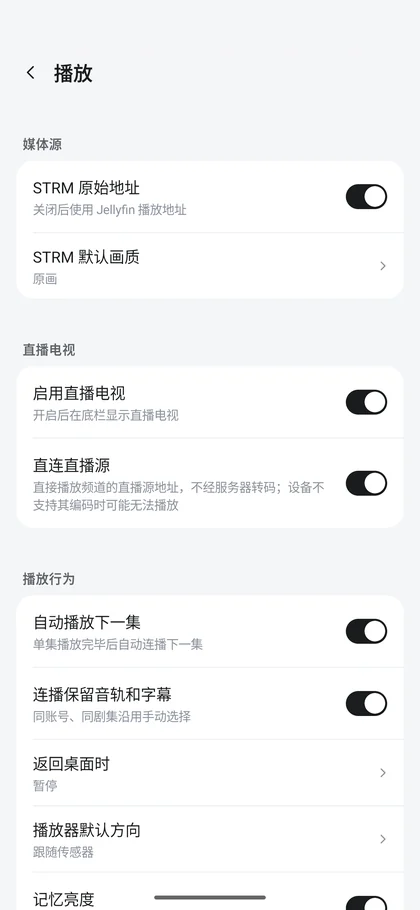 播放
媒体源
STRM 原始地址
关闭后使用 Jellyfin 播放地址
STRM 默认画质
原画
直播电视
启用直播电视
开启后在底栏显示直播电视
直连直播源
直接播放频道的直播源地址，不经服务器转码；设备不
支持其编码时可能无法播放
播放行为
自动播放下一集
单集播放完毕后自动连播下一集
连播保留音轨和字幕
同账号、同剧集沿用手动选择
返回桌面时
暂停
播放器默认方向
跟随传感器
记忆亮度